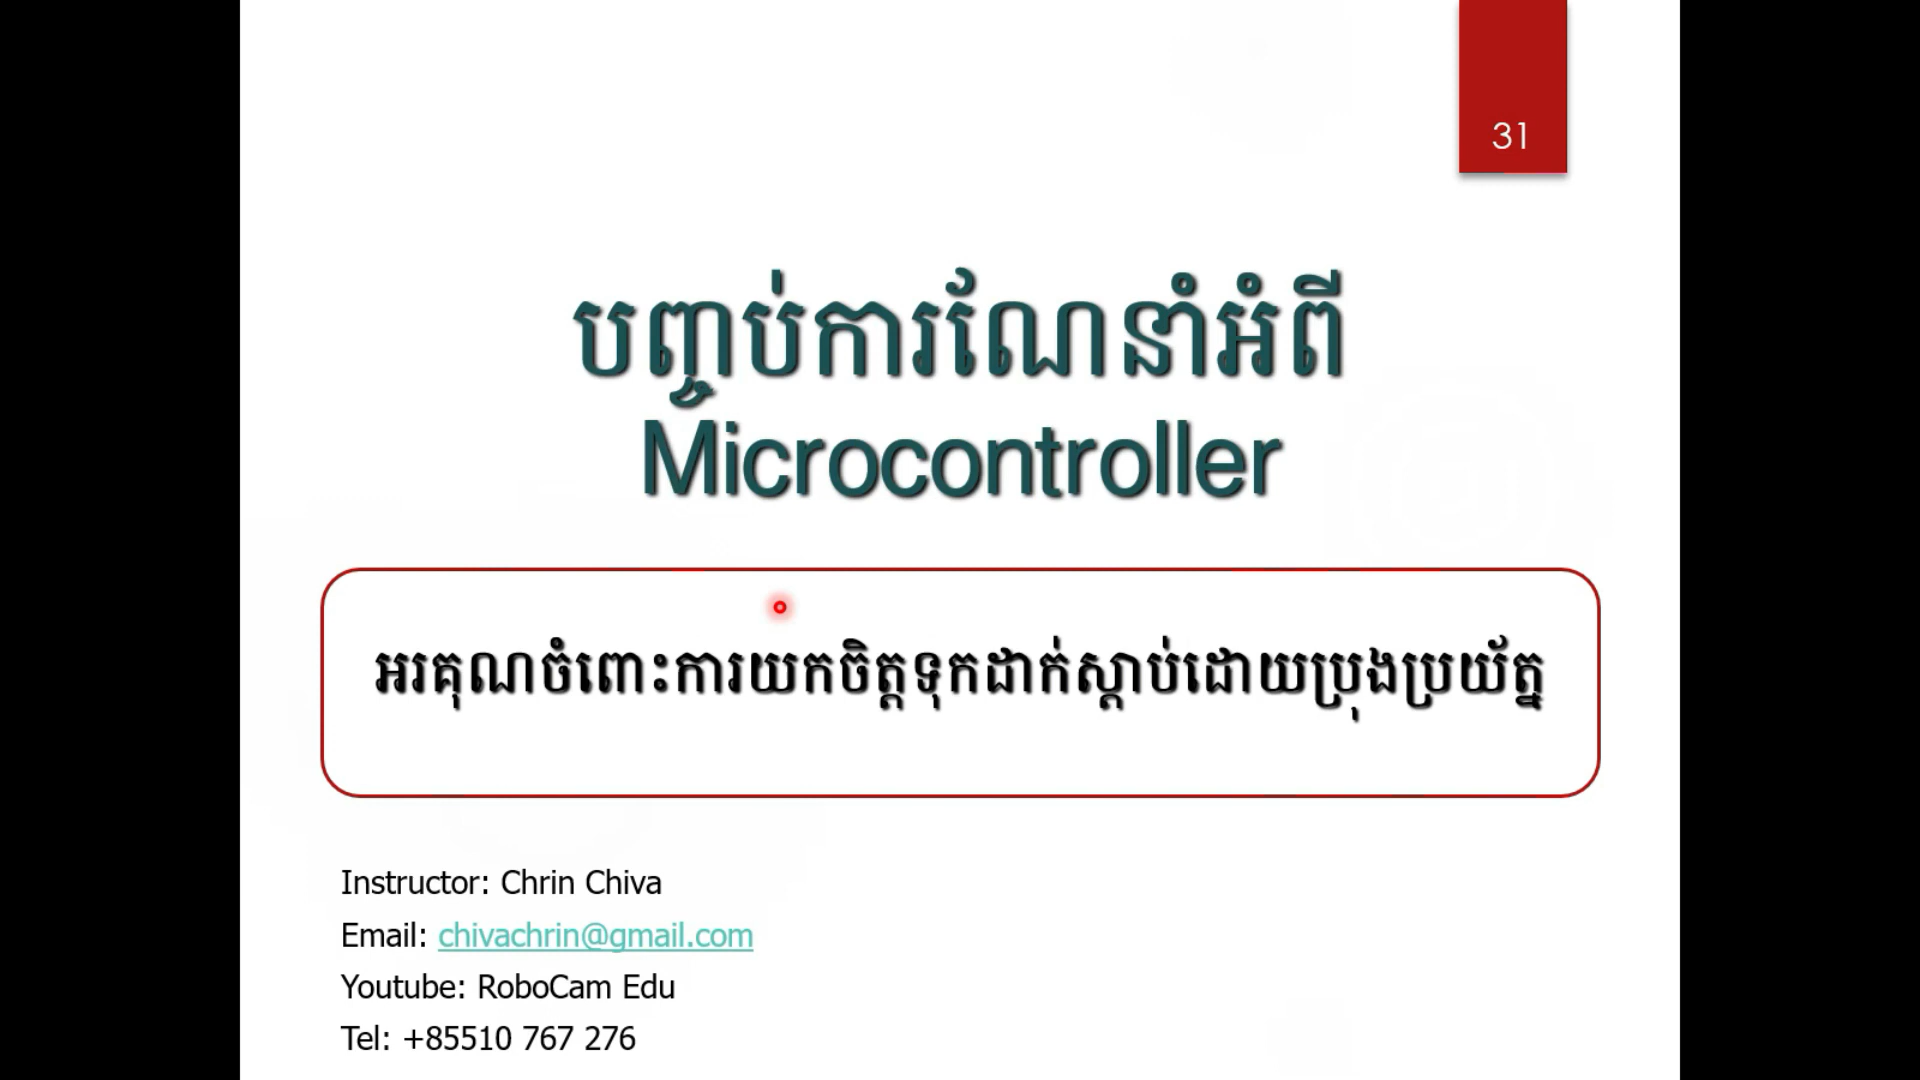 31
បញ្ចប់ការណែនាំអំពី
Microcontroller
អរគុណចំពោះការយកចិត្តទុកដាក់ស្តាប់ដោយប្រុងប្រយ័ត្ន
Instructor: Chrin Chiva
Email: chivachrin@gmail.com
Youtube: RoboCam Edu
Tel: +85510 767 276